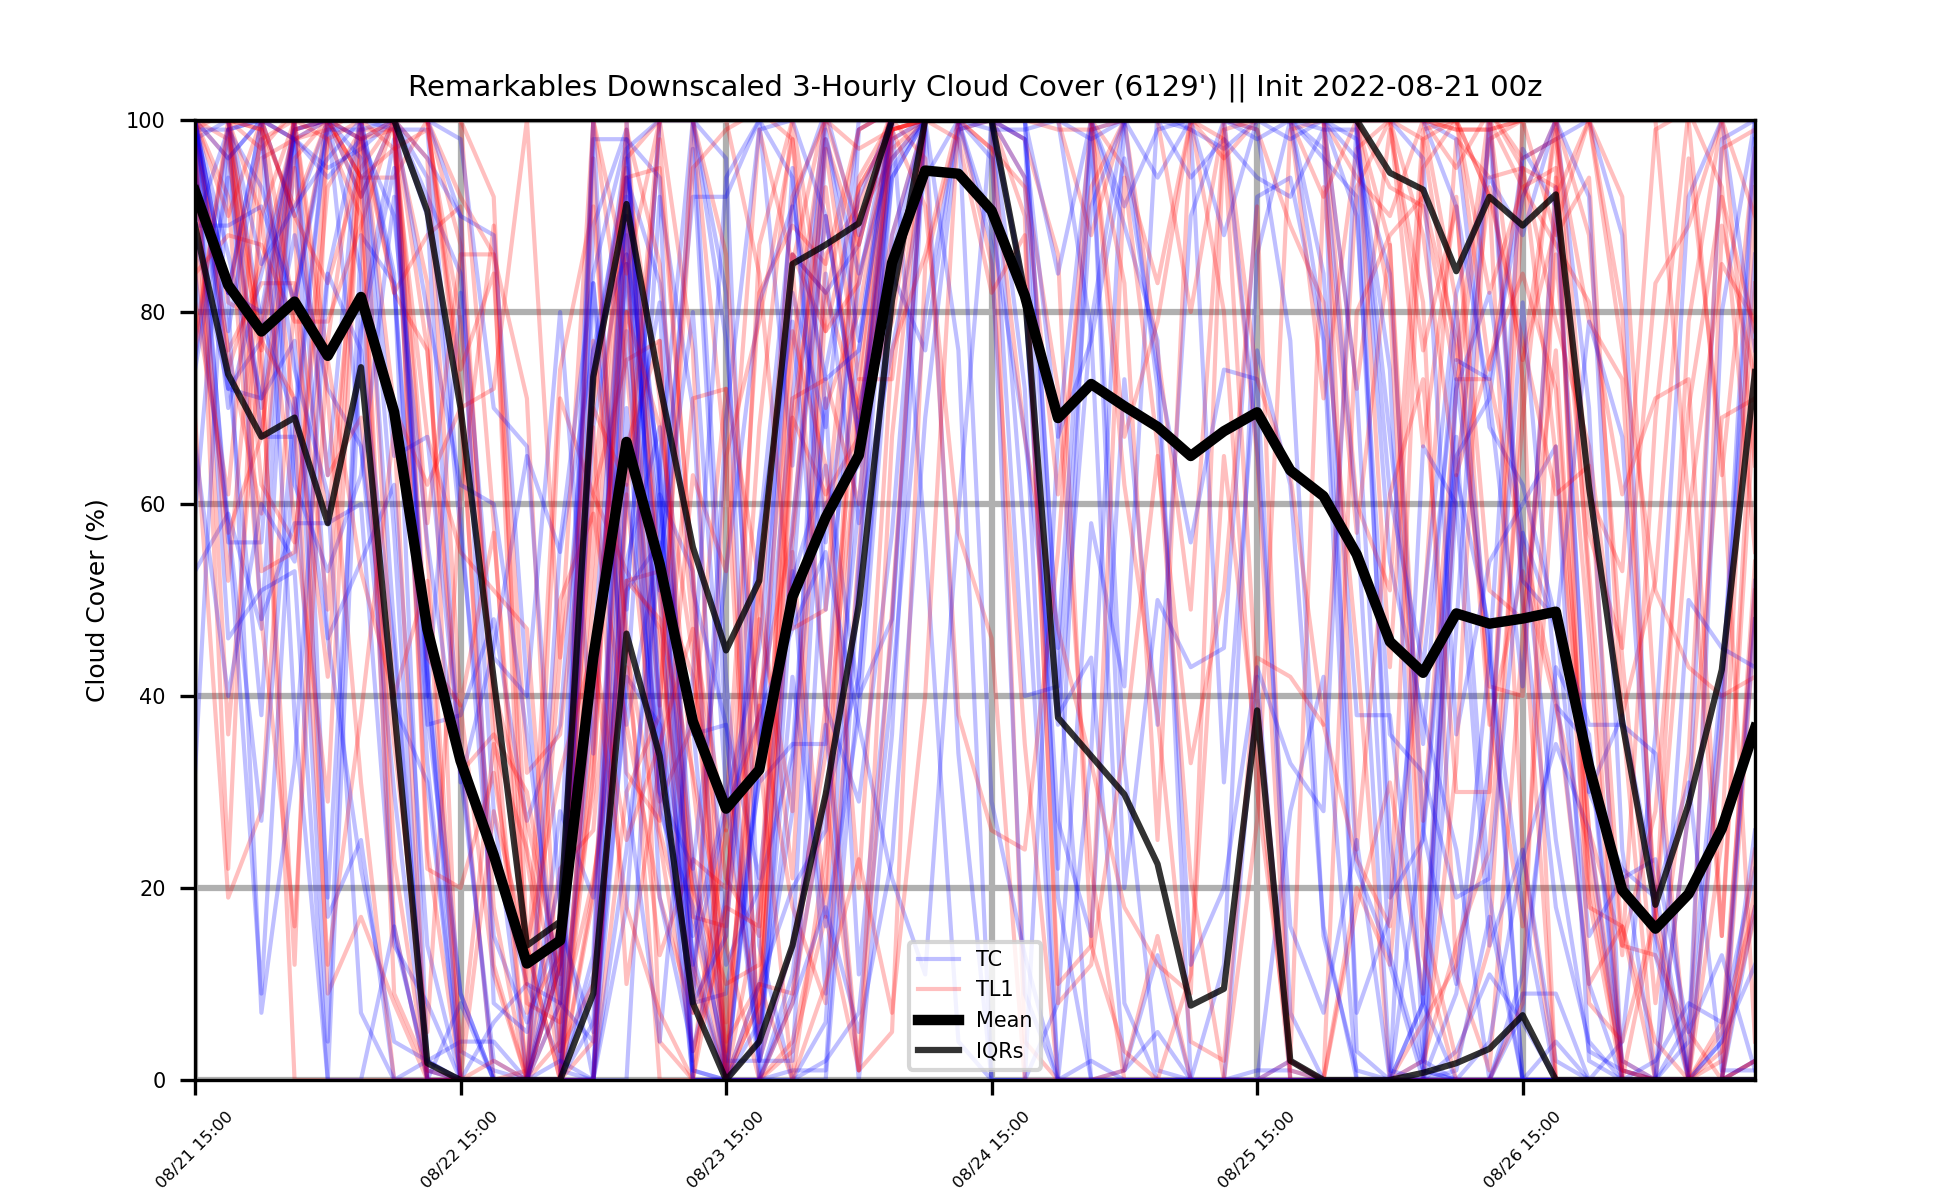 Remarkables Downscaled 3-Hourly Cloud Cover (6129') || Init 2022-08-21 00z
Cloud Cover (%)
100
80
60
40
20
0
TC
TL1
Mean
IQRs
08/21 15:00
08/22 15:00
08/23 15:00
08/24 15:00
08/25 15:00
08/26 15:00